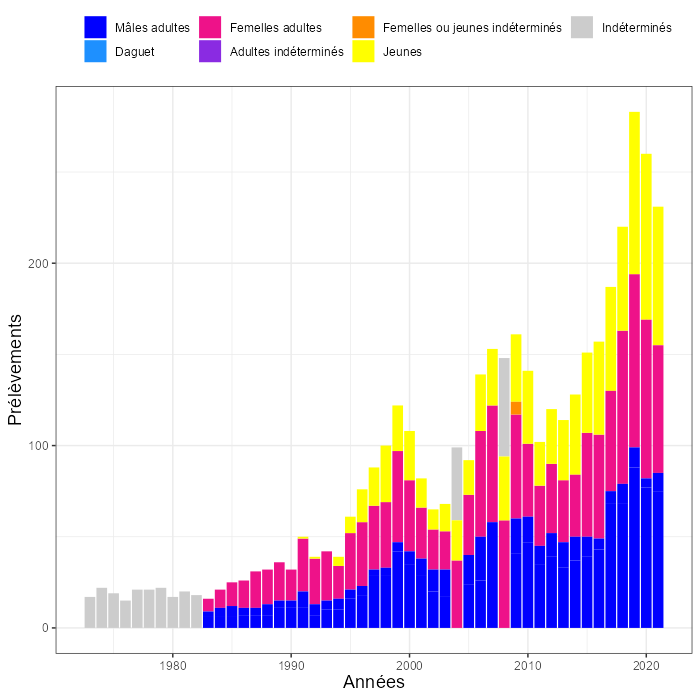 Mâles adultes Femelles adultes Femelles ou jeunes indéterminés Indéterminés
Daguet Adultes indéterminés Jeunes
Prélèvements
200
100
0
1980 1990 2000 2010 2020
Années